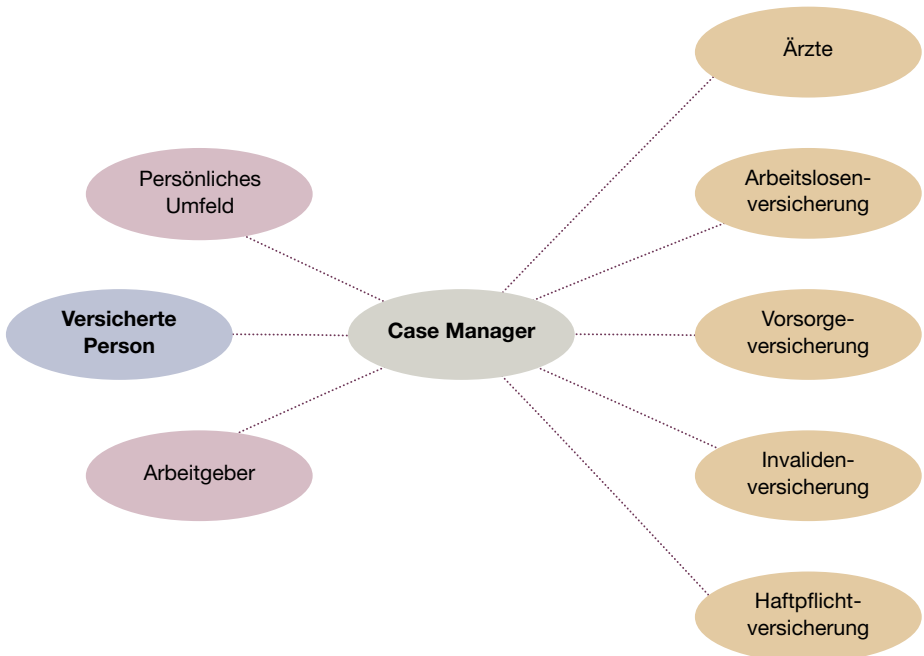 Ärzte
Persönliches
Umfeld
Arbeitslosen-
versicherung
Versicherte
Person
Case Manager
Vorsorge-
versicherung
Arbeitgeber
Invaliden-
versicherung
Haftpflicht-
versicherung